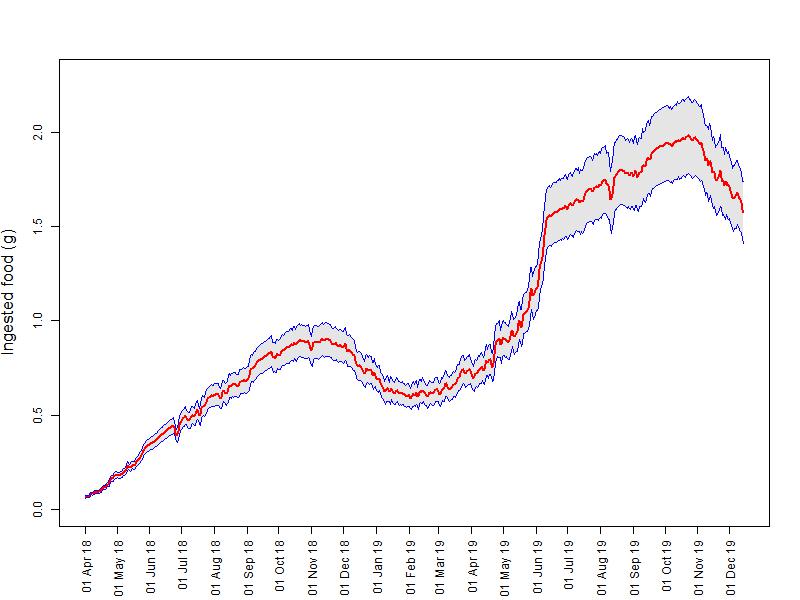 Ingested food (g)
2.0
1.5
1.0
0.5
0.0
01 Apr 18
01 May 18
01 Jun 18
01 Jul 18
01 Aug 18
01 Sep 18
01 Oct 18
01 Nov 18
01 Dec 18
01 Jan 19
01 Feb 19
01 Mar 19
01 Apr 19
01 May 19
01 Jun 19
01 Jul 19
01 Aug 19
01 Sep 19
01 Oct 19
01 Nov 19
01 Dec 19